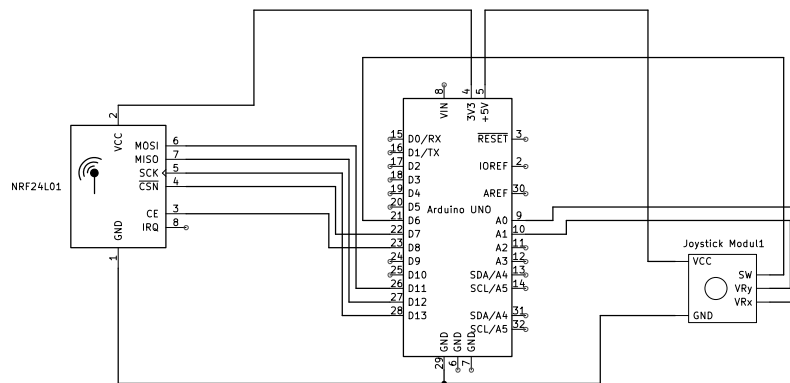 NRF24L01
2
VCC
MOSI 6
MISO 7
SCK 5
CSN 4
CE 3
IRQ 8
GND
1
8 4 5
VIN 3V3 +5V
15 D0/RX RESET 3
16 D1/TX
17 D2 IOREF 2
18 D3
19 D4 AREF 30
20 D5
Arduino UNO
21 D6 A0 9
22 D7 A1 10
23 D8 A2 11
24 D9 A3 12
25 D10 SDA/A4 13
26 D11 SCL/A5 14
27 D12
28 D13 SDA/A4 31
SCL/A5 32
GND GND GND
29 6 7
Joystick Modul1
VCC
SW
VRy
VRx
GND